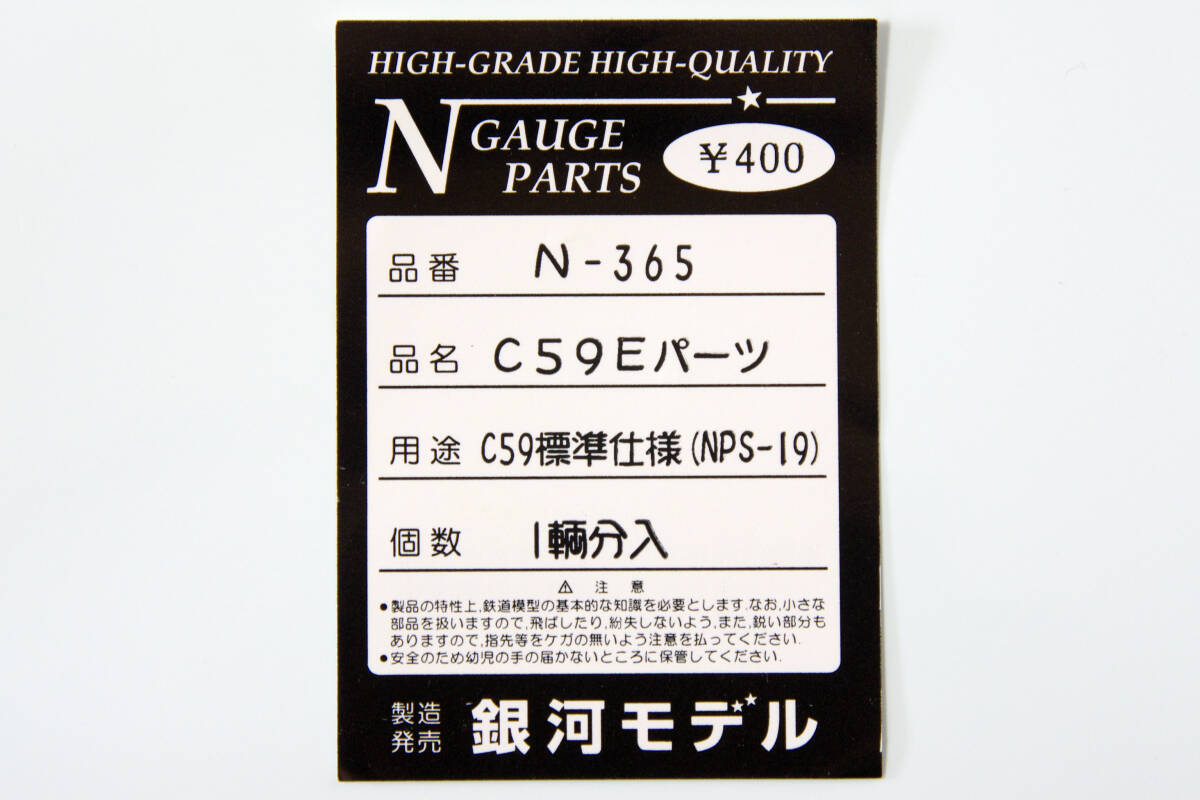 HIGH-GRADE HIGH-QUALITY
N GAUGE PARTS
¥400
品番 N-365
品名 C59Eパーツ
用途 C59標準仕様(NPS-19)
個数 1輌分入
⚠ 注意
●製品の特性上,鉄道模型の基本的な知識を必要とします.なお,小さな
部品を扱いますので,飛ばしたり,紛失しないよう,また,鋭い部分も
ありますので,指先等をケガの無いよう注意を払ってください.
●安全のため幼児の手の届かないところに保管してください.
製造
発売 銀河モデル